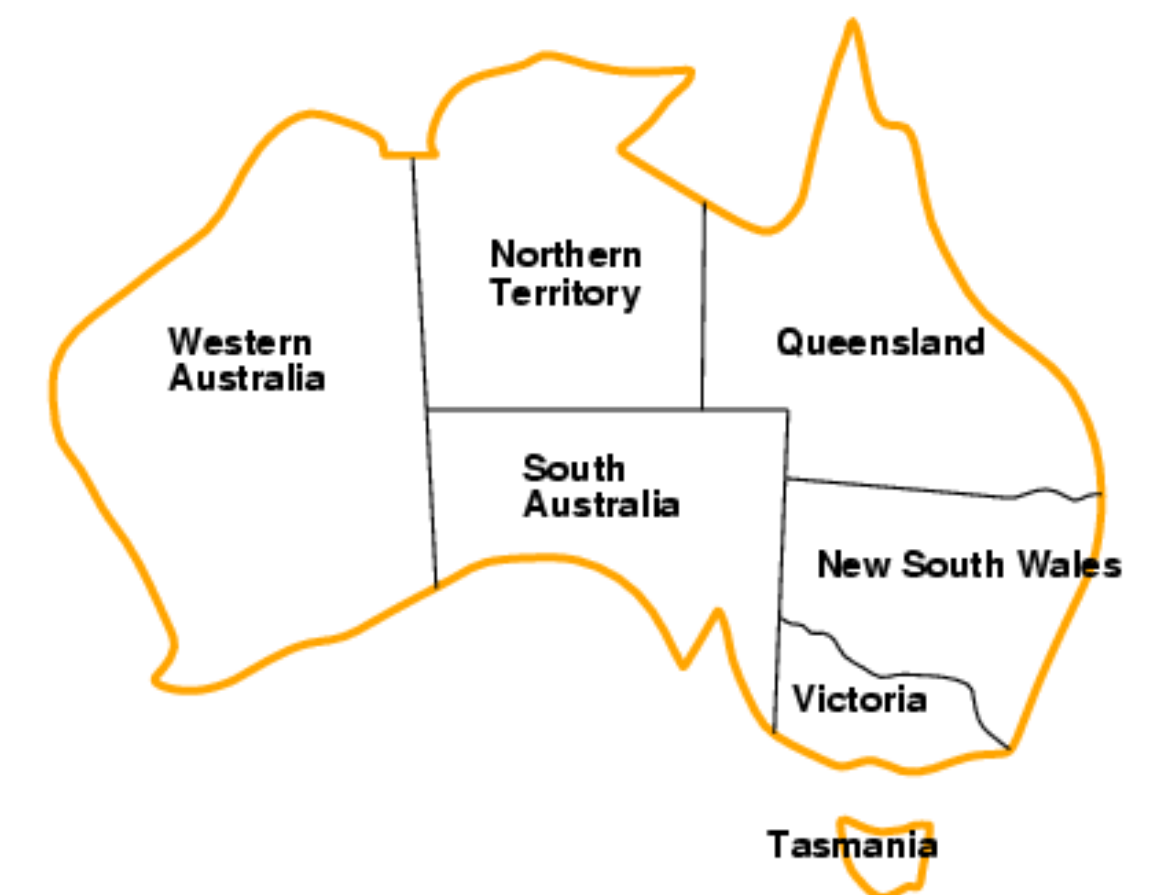 Northern
Territory
Western
Australia
Queensland
South
Australia
New South Wales
Victoria
Tasmania